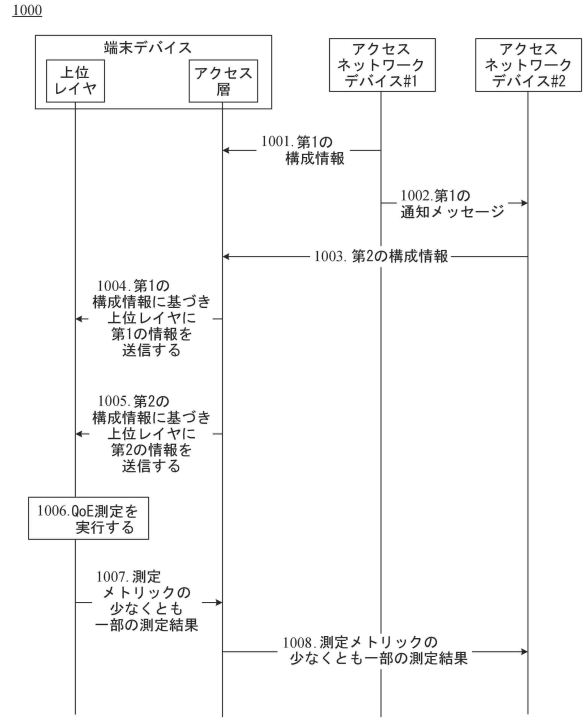 1000
端末デバイス
上位
レイヤ
アクセス
層
アクセス
ネットワーク
デバイス#1
アクセス
ネットワーク
デバイス#2
1001.第1の
構成情報
1002.第1の
通知メッセージ
1003. 第2の構成情報
1004.第1の
構成情報に基づき
上位レイヤに
第1の情報を
送信する
1005.第2の
構成情報に基づき
上位レイヤに
第2の情報を
送信する
1006.QoE測定を
実行する
1007.測定
メトリックの
少なくとも
一部の測定結果
1008.測定メトリックの
少なくとも一部の測定結果